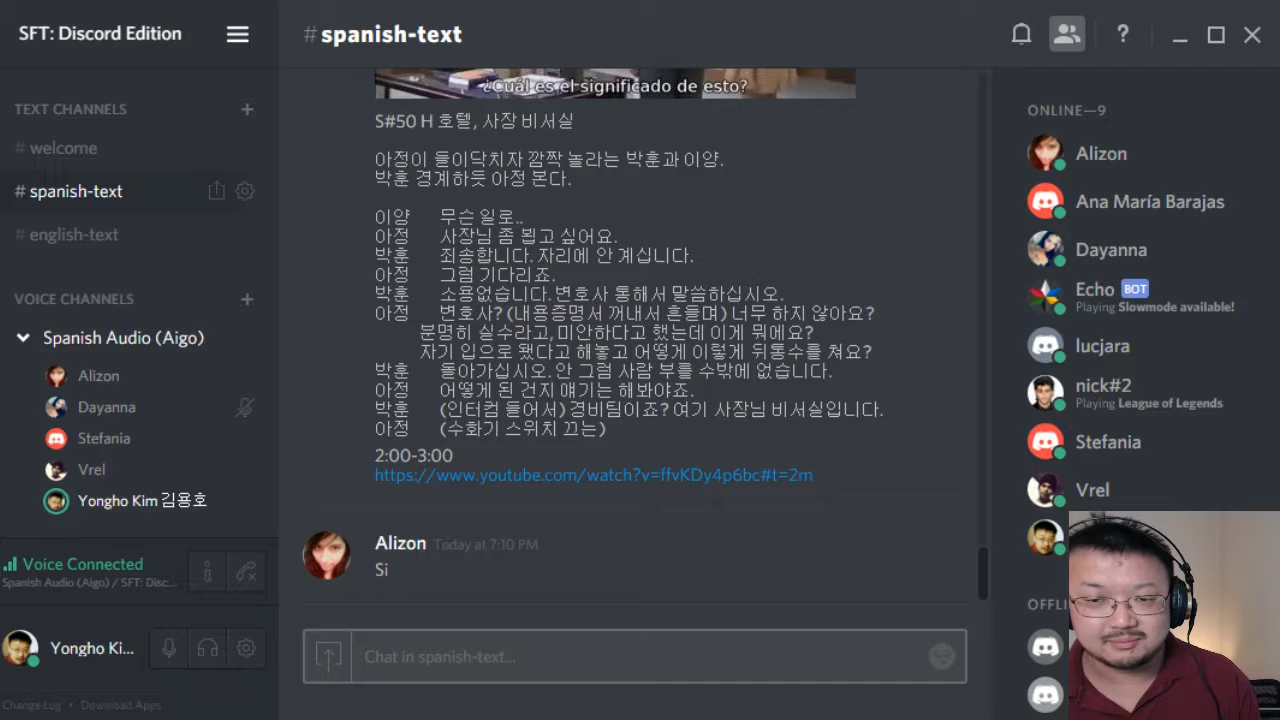 SFT: Discord Edition
TEXT CHANNELS
# welcome
# spanish-text
# english-text
VOICE CHANNELS
Spanish Audio (Aigo)
Alizon
Dayanna
Stefania
Vrel
Yongho Kim 김용호
Voice Connected
Spanish Audio (Aigo) / SFT: Disc...
Yongho Ki...
Change Log • Download Apps
# spanish-text
¿Cuál es el significado de esto?
S#50 H 호텔, 사장 비서실
아정이 들이닥치자 깜짝 놀라는 박훈과 이양.
박훈 경계하듯 아정 본다.
이양 무슨 일로..
아정 사장님 좀 뵙고 싶어요.
박훈 죄송합니다. 자리에 안 계십니다.
아정 그럼 기다리죠.
박훈 소용없습니다. 변호사 통해서 말씀하십시오.
아정 변호사? (내용증명서 꺼내서 흔들며) 너무 하지 않아요?
분명히 실수라고, 미안하다고 했는데 이게 뭐에요?
자기 입으로 됐다고 해놓고 어떻게 이렇게 뒤통수를 쳐요?
박훈 돌아가십시오. 안 그럼 사람 부를 수밖에 없습니다.
아정 어떻게 된 건지 얘기는 해봐야죠.
박훈 (인터컴 들어서) 경비팀이죠? 여기 사장님 비서실입니다.
아정 (수화기 스위치 끄는)
2:00-3:00
https://www.youtube.com/watch?v=ffvKDy4p6bc#t=2m
Alizon Today at 7:10 PM
Si
Chat in spanish-text...
ONLINE—9
Alizon
Ana María Barajas
Dayanna
Echo BOT
Playing Slowmode available!
lucjara
nick#2
Playing League of Legends
Stefania
Vrel